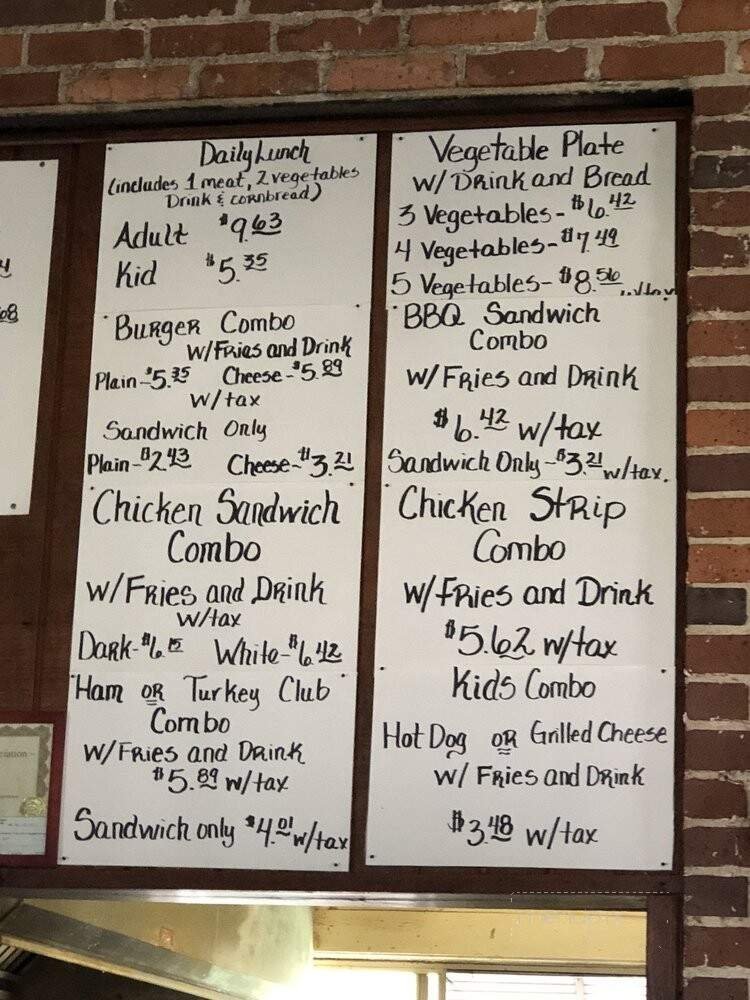 4
08
Daily Lunch
(includes 1 meat, 2 vegetables
Drink & cornbread)
Adult $9.63
Kid $5.35
Burger Combo
w/Fries and Drink
Plain-$5.35 Cheese-$5.89
w/tax
Sandwich Only
Plain-$2.43 Cheese-$3.21
Chicken Sandwich
Combo
w/Fries and Drink
w/tax
Dark-$6.15 White-$6.42
Ham or Turkey Club
Combo
w/Fries and Drink
$5.89 w/tax
Sandwich only $4.01 w/tax
Vegetable Plate
w/Drink and Bread
3 Vegetables-$6.42
4 Vegetables-$7.49
5 Vegetables-$8.56 w/tax
BBQ Sandwich
Combo
w/Fries and Drink
$6.42 w/tax
Sandwich Only-$3.21 w/tax.
Chicken Strip
Combo
w/Fries and Drink
$5.62 w/tax
Kids Combo
Hot Dog or Grilled Cheese
w/ Fries and Drink
$3.48 w/tax